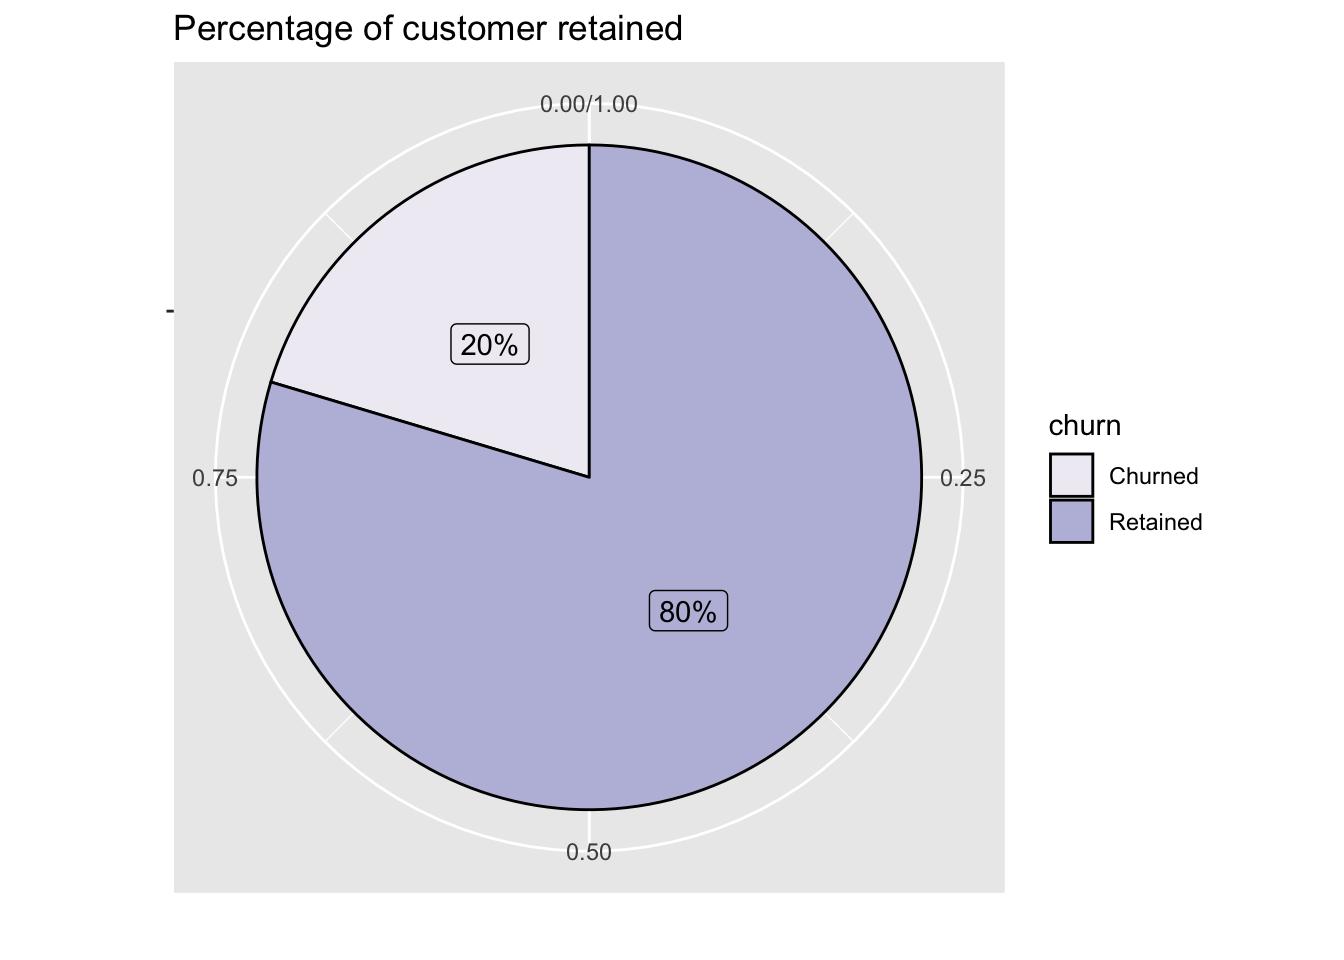 Percentage of customer retained
0.00/1.00
20%
0.75
0.25
80%
0.50
churn
Churned
Retained